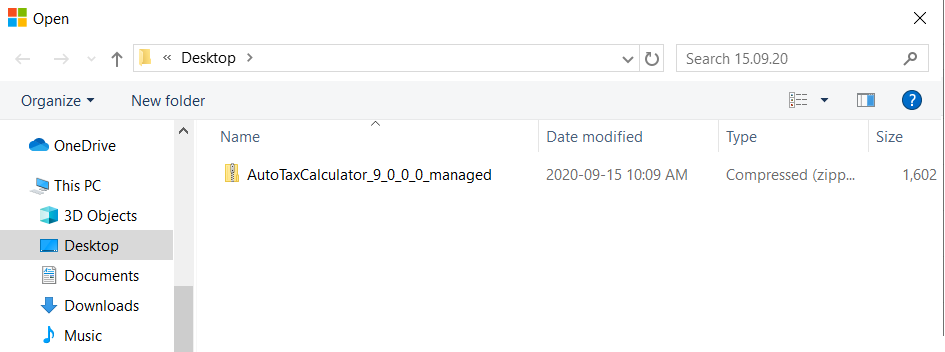 Open
« Desktop >
Search 15.09.20
Organize
New folder
?
Name
Date modified
Type
Size
OneDrive
This PC
3D Objects
Desktop
Documents
Downloads
Music
AutoTaxCalculator_9_0_0_0_managed
2020-09-15 10:09 AM
Compressed (zipp...
1,602